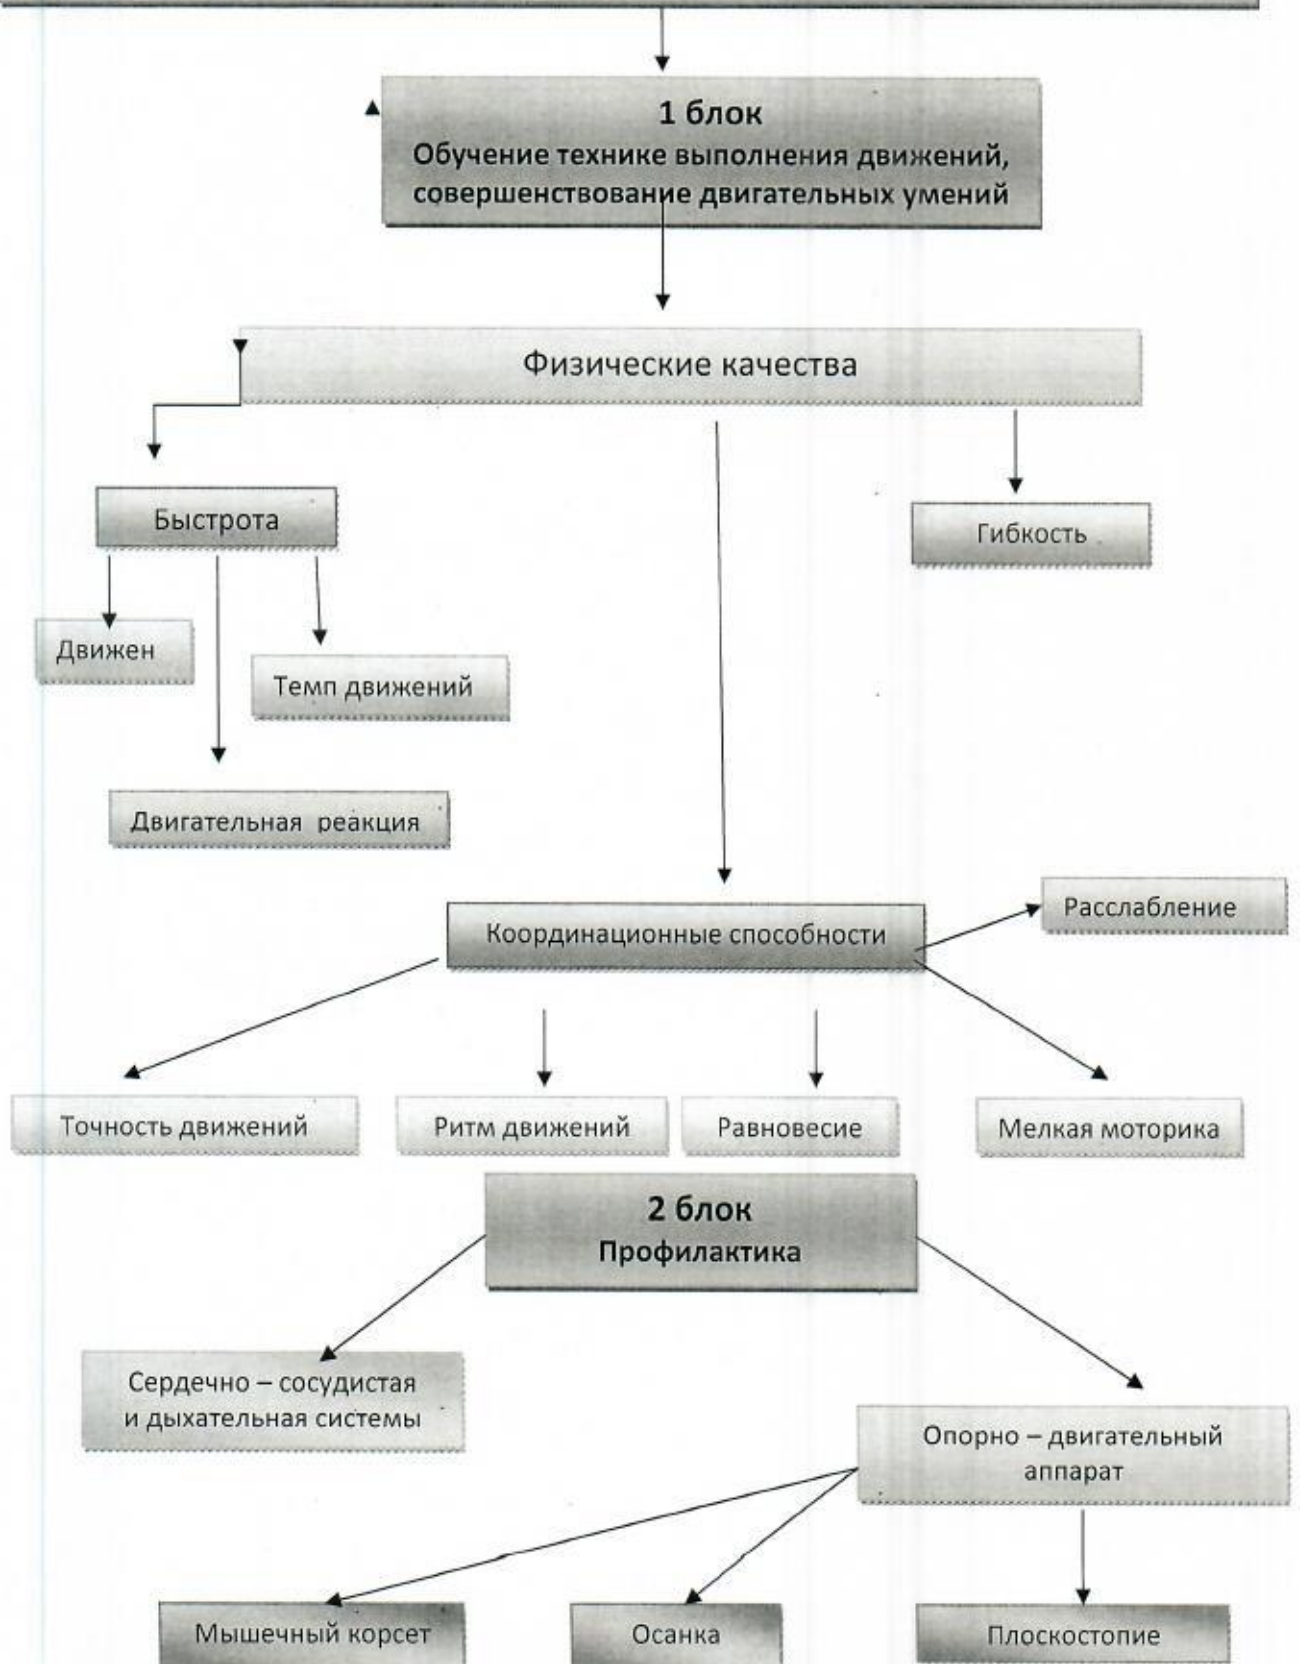 1 блок
Обучение технике выполнения движений,
совершенствование двигательных умений
Физические качества
Быстрота
Гибкость
Движен
Темп движений
Двигательная реакция
Расслабление
Координационные способности
Точность движений
Ритм движений
Равновесие
Мелкая моторика
2 блок
Профилактика
Сердечно – сосудистая
и дыхательная системы
Опорно – двигательный
аппарат
Мышечный корсет
Осанка
Плоскостопие